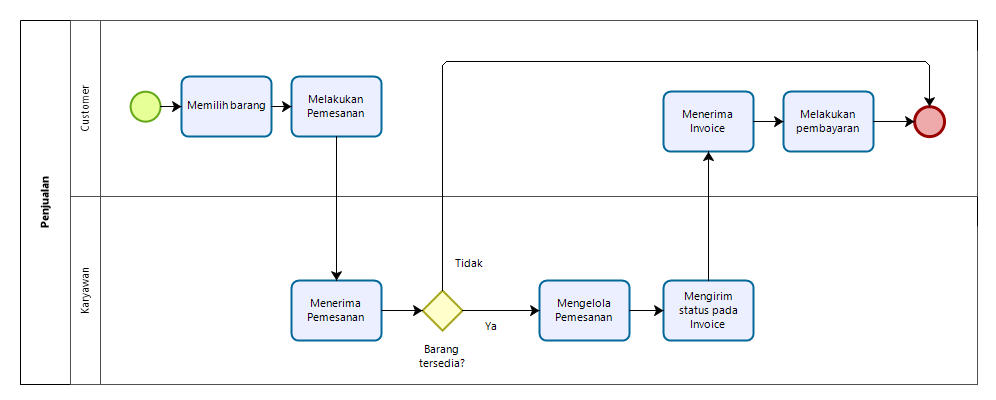 Penjualan
Customer
Memilih barang
Melakukan
Pemesanan
Menerima
Invoice
Melakukan
pembayaran
Karyawan
Menerima
Pemesanan
Barang
tersedia?
Tidak
Ya
Mengelola
Pemesanan
Mengirim
status pada
Invoice